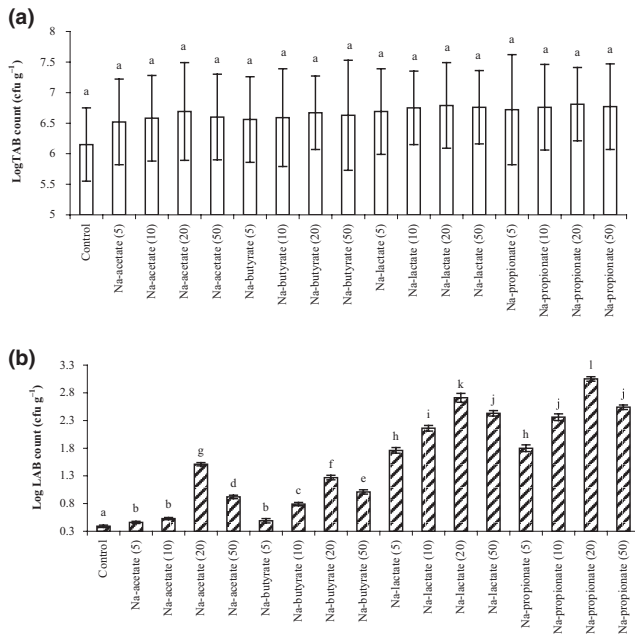 (a)
LogTAB count (cfu g⁻¹)
8
7.5
7
6.5
6
5.5
5
a a a a a a a a a a a a a a a a a
Control
Na-acetate (5)
Na-acetate (10)
Na-acetate (20)
Na-acetate (50)
Na-butyrate (5)
Na-butyrate (10)
Na-butyrate (20)
Na-butyrate (50)
Na-lactate (5)
Na-lactate (10)
Na-lactate (20)
Na-lactate (50)
Na-propionate (5)
Na-propionate (10)
Na-propionate (20)
Na-propionate (50)
(b)
Log LAB count (cfu g⁻¹)
3.3
2.8
2.3
1.8
1.3
0.8
0.3
a b b g d b c f e h i k j h j l j
Control
Na-acetate (5)
Na-acetate (10)
Na-acetate (20)
Na-acetate (50)
Na-butyrate (5)
Na-butyrate (10)
Na-butyrate (20)
Na-butyrate (50)
Na-lactate (5)
Na-lactate (10)
Na-lactate (20)
Na-lactate (50)
Na-propionate (5)
Na-propionate (10)
Na-propionate (20)
Na-propionate (50)